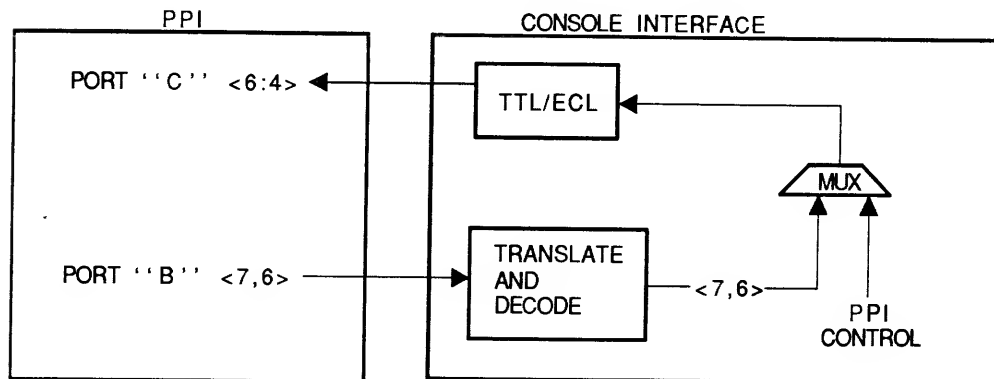 PPI
CONSOLE INTERFACE
PORT ''C'' <6:4>
TTL/ECL
MUX
PORT ''B'' <7,6>
TRANSLATE
AND
DECODE
<7,6>
PPI
CONTROL